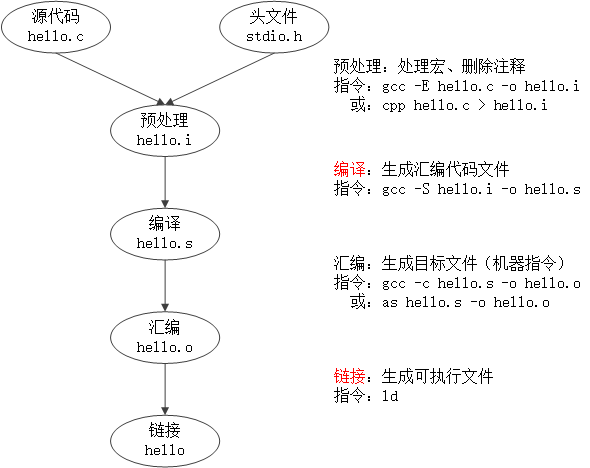 源代码
hello.c
头文件
stdio.h
预处理
hello.i
编译
hello.s
汇编
hello.o
链接
hello
预处理：处理宏、删除注释
指令：gcc -E hello.c -o hello.i
或：cpp hello.c > hello.i
编译：生成汇编代码文件
指令：gcc -S hello.i -o hello.s
汇编：生成目标文件（机器指令）
指令：gcc -c hello.s -o hello.o
或：as hello.s -o hello.o
链接：生成可执行文件
指令：ld